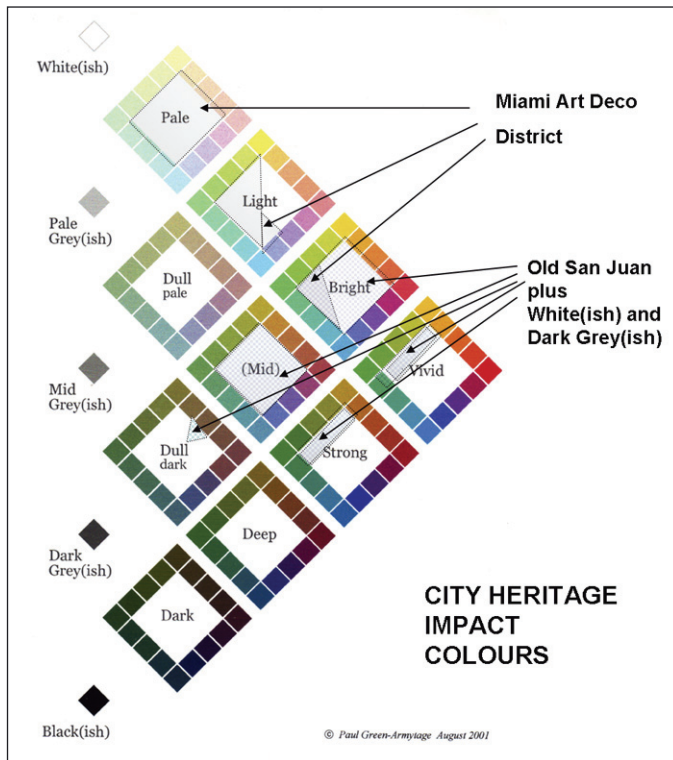 White(ish)
Pale
Miami Art Deco
District
Light
Pale
Grey(ish)
Dull
pale
Bright
Old San Juan
plus
White(ish) and
Dark Grey(ish)
(Mid)
Vivid
Mid
Grey(ish)
Dull
dark
Strong
Deep
Dark
Grey(ish)
CITY HERITAGE
IMPACT
COLOURS
Dark
Black(ish)
© Paul Green-Armytage August 2001